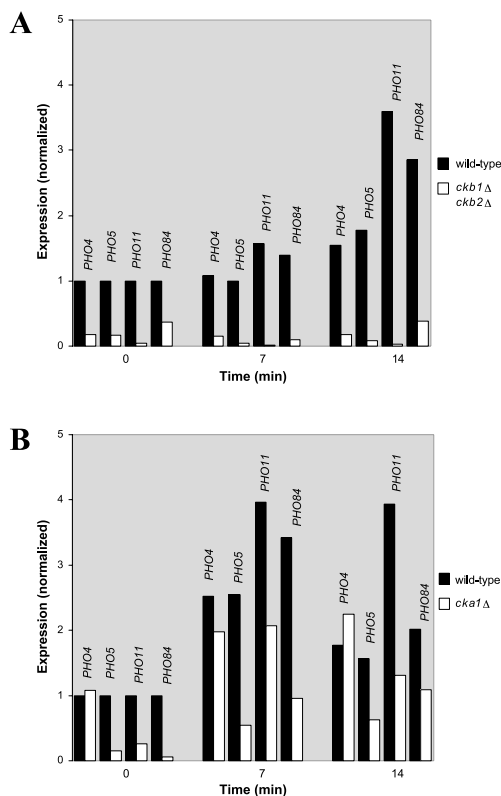 A
5
4
3
2
1
0
Expression (normalized)
PHO4
PHO5
PHO11
PHO84
PHO4
PHO5
PHO11
PHO84
PHO4
PHO5
PHO11
PHO84
0
7
14
Time (min)
wild-type
ckb1Δ
ckb2Δ
B
5
4
3
2
1
0
Expression (normalized)
PHO4
PHO5
PHO11
PHO84
PHO4
PHO5
PHO11
PHO84
PHO4
PHO5
PHO11
PHO84
0
7
14
Time (min)
wild-type
cka1Δ